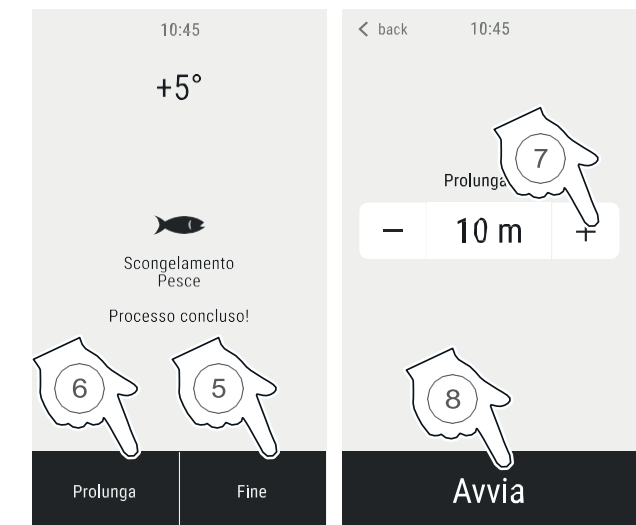 10:45
+5°
Scongelamento
Pesce
Processo concluso!
6
5
Prolunga
Fine
back
10:45
7
Prolunga
− 10 m +
8
Avvia